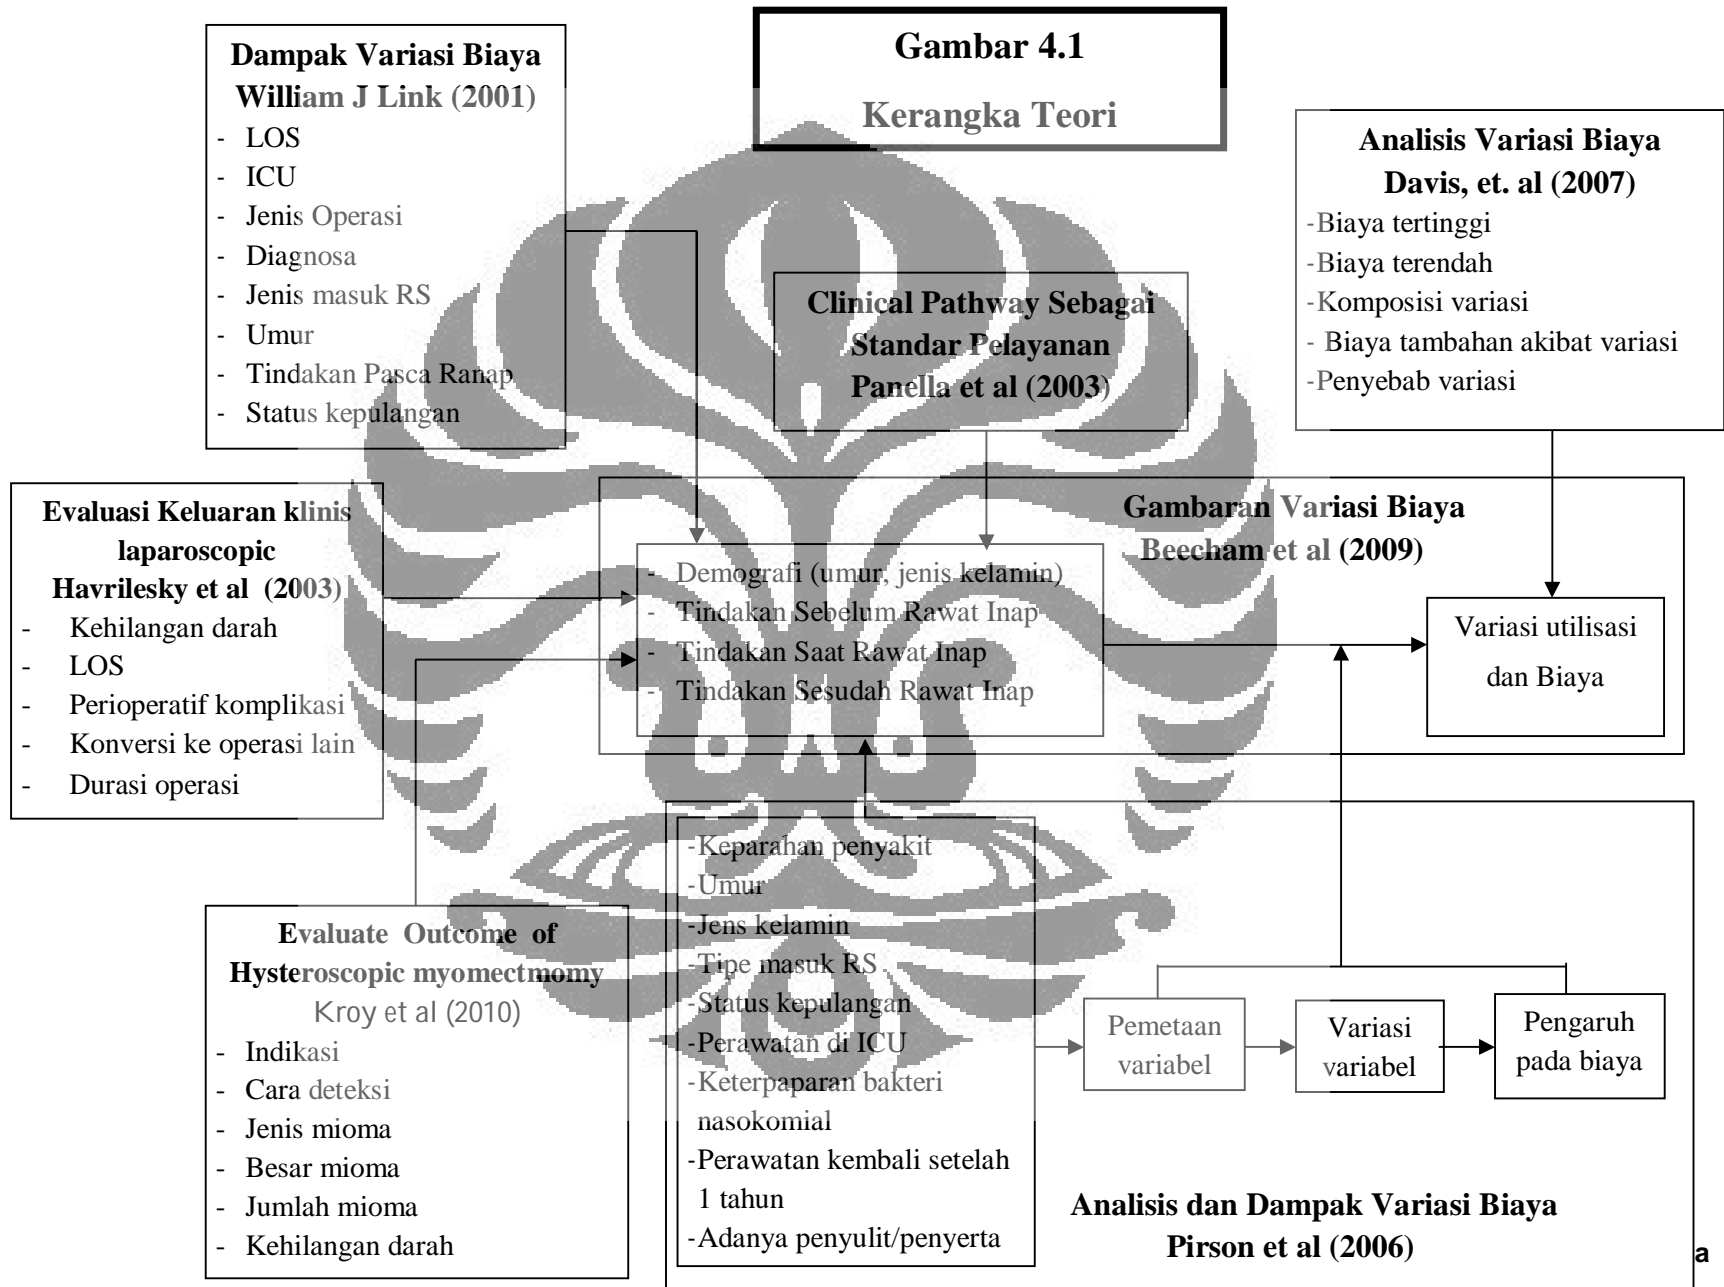 Gambar 4.1
Kerangka Teori
Dampak Variasi Biaya
William J Link (2001)
- LOS
- ICU
- Jenis Operasi
- Diagnosa
- Jenis masuk RS
- Umur
- Tindakan Pasca Ranap
- Status kepulangan
Clinical Pathway Sebagai
Standar Pelayanan
Panella et al (2003)
Analisis Variasi Biaya
Davis, et. al (2007)
-Biaya tertinggi
-Biaya terendah
-Komposisi variasi
- Biaya tambahan akibat variasi
-Penyebab variasi
Evaluasi Keluaran klinis
laparoscopic
Havrilesky et al (2003)
- Kehilangan darah
- LOS
- Perioperatif komplikasi
- Konversi ke operasi lain
- Durasi operasi
Gambaran Variasi Biaya
Beecham et al (2009)
- Demografi (umur, jenis kelamin)
- Tindakan Sebelum Rawat Inap
- Tindakan Saat Rawat Inap
- Tindakan Sesudah Rawat Inap
Variasi utilisasi
dan Biaya
Evaluate Outcome of
Hysteroscopic myomectmomy
Kroy et al (2010)
- Indikasi
- Cara deteksi
- Jenis mioma
- Besar mioma
- Jumlah mioma
- Kehilangan darah
-Keparahan penyakit
-Umur
-Jens kelamin
-Tipe masuk RS
-Status kepulangan
-Perawatan di ICU
-Keterpaparan bakteri
nasokomial
-Perawatan kembali setelah
1 tahun
-Adanya penyulit/penyerta
Pemetaan
variabel
Variasi
variabel
Pengaruh
pada biaya
Analisis dan Dampak Variasi Biaya
Pirson et al (2006)
a